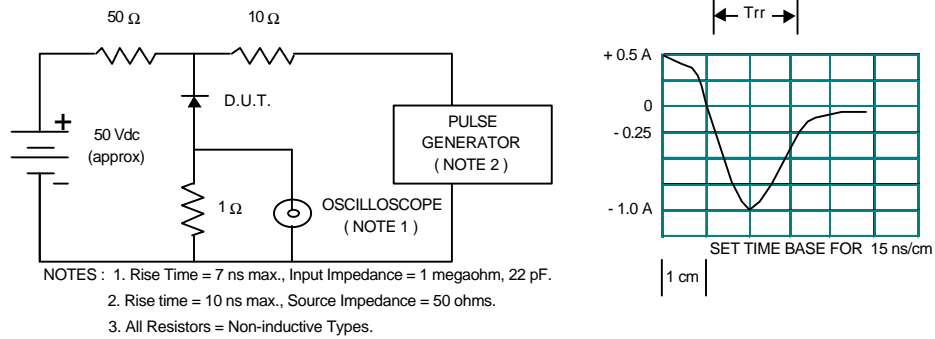 50 Ω
10 Ω
D.U.T.
+
50 Vdc
(approx)
−
1 Ω
OSCILLOSCOPE
( NOTE 1 )
PULSE
GENERATOR
( NOTE 2 )
NOTES : 1. Rise Time = 7 ns max., Input Impedance = 1 megaohm, 22 pF.
2. Rise time = 10 ns max., Source Impedance = 50 ohms.
3. All Resistors = Non-inductive Types.
Trr
+ 0.5 A
0
- 0.25
- 1.0 A
SET TIME BASE FOR 15 ns/cm
1 cm